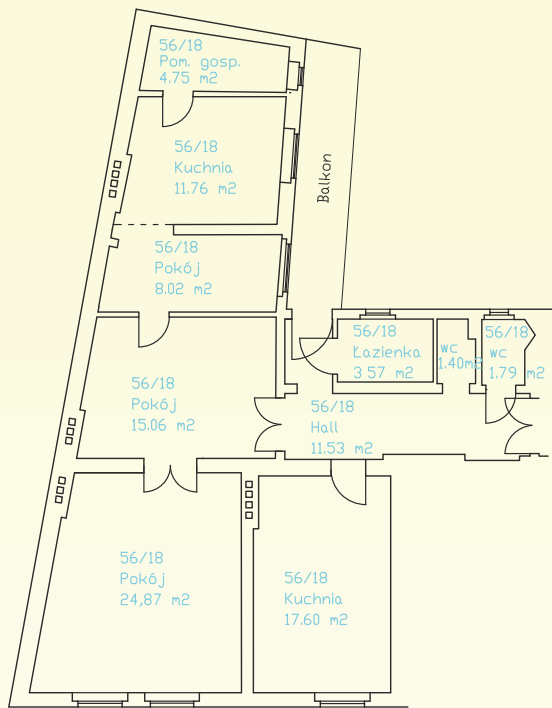 56/18
Pom. gosp.
4.75 m2
56/18
Kuchnia
11.76 m2
Balkon
56/18
Pokój
8.02 m2
56/18
Łazienka
3 57 m2
wc
1.40m2
56/18
wc
1.79 m2
56/18
Pokój
15.06 m2
56/18
Hall
11.53 m2
56/18
Pokój
24,87 m2
56/18
Kuchnia
17.60 m2